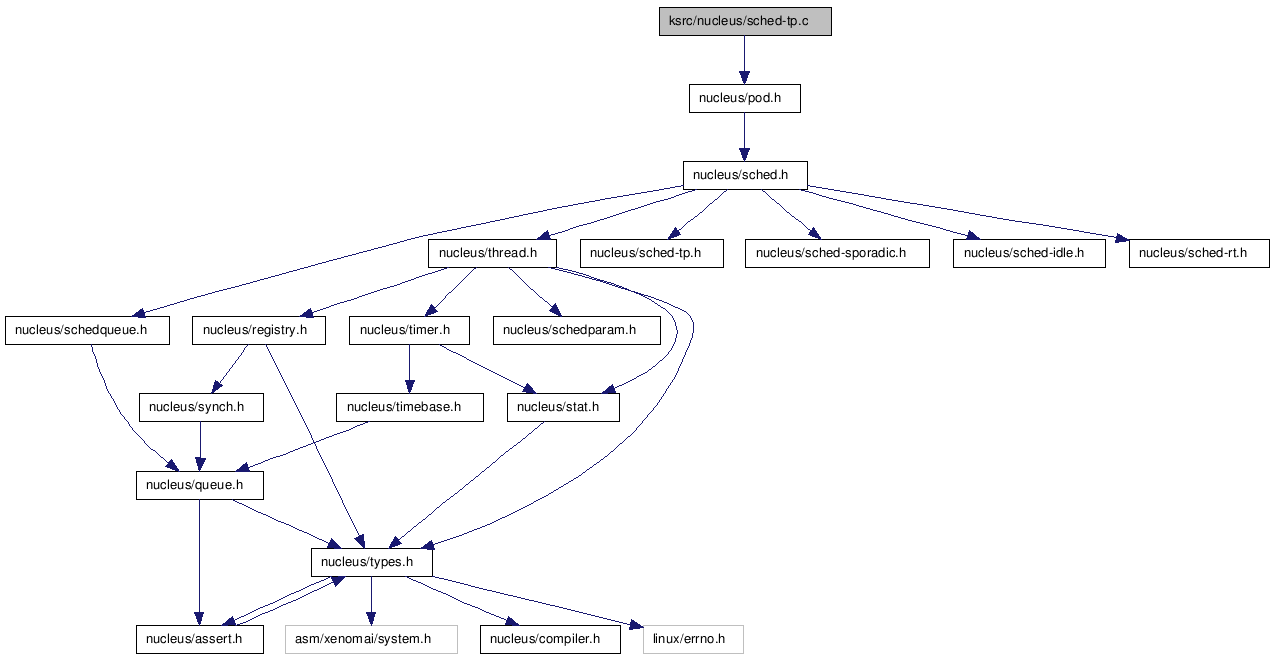 ksrc/nucleus/sched-tp.c
nucleus/pod.h
nucleus/sched.h
nucleus/thread.h
nucleus/sched-tp.h
nucleus/sched-sporadic.h
nucleus/sched-idle.h
nucleus/sched-rt.h
nucleus/schedqueue.h
nucleus/registry.h
nucleus/timer.h
nucleus/schedparam.h
nucleus/synch.h
nucleus/timebase.h
nucleus/stat.h
nucleus/queue.h
nucleus/types.h
nucleus/assert.h
asm/xenomai/system.h
nucleus/compiler.h
linux/errno.h